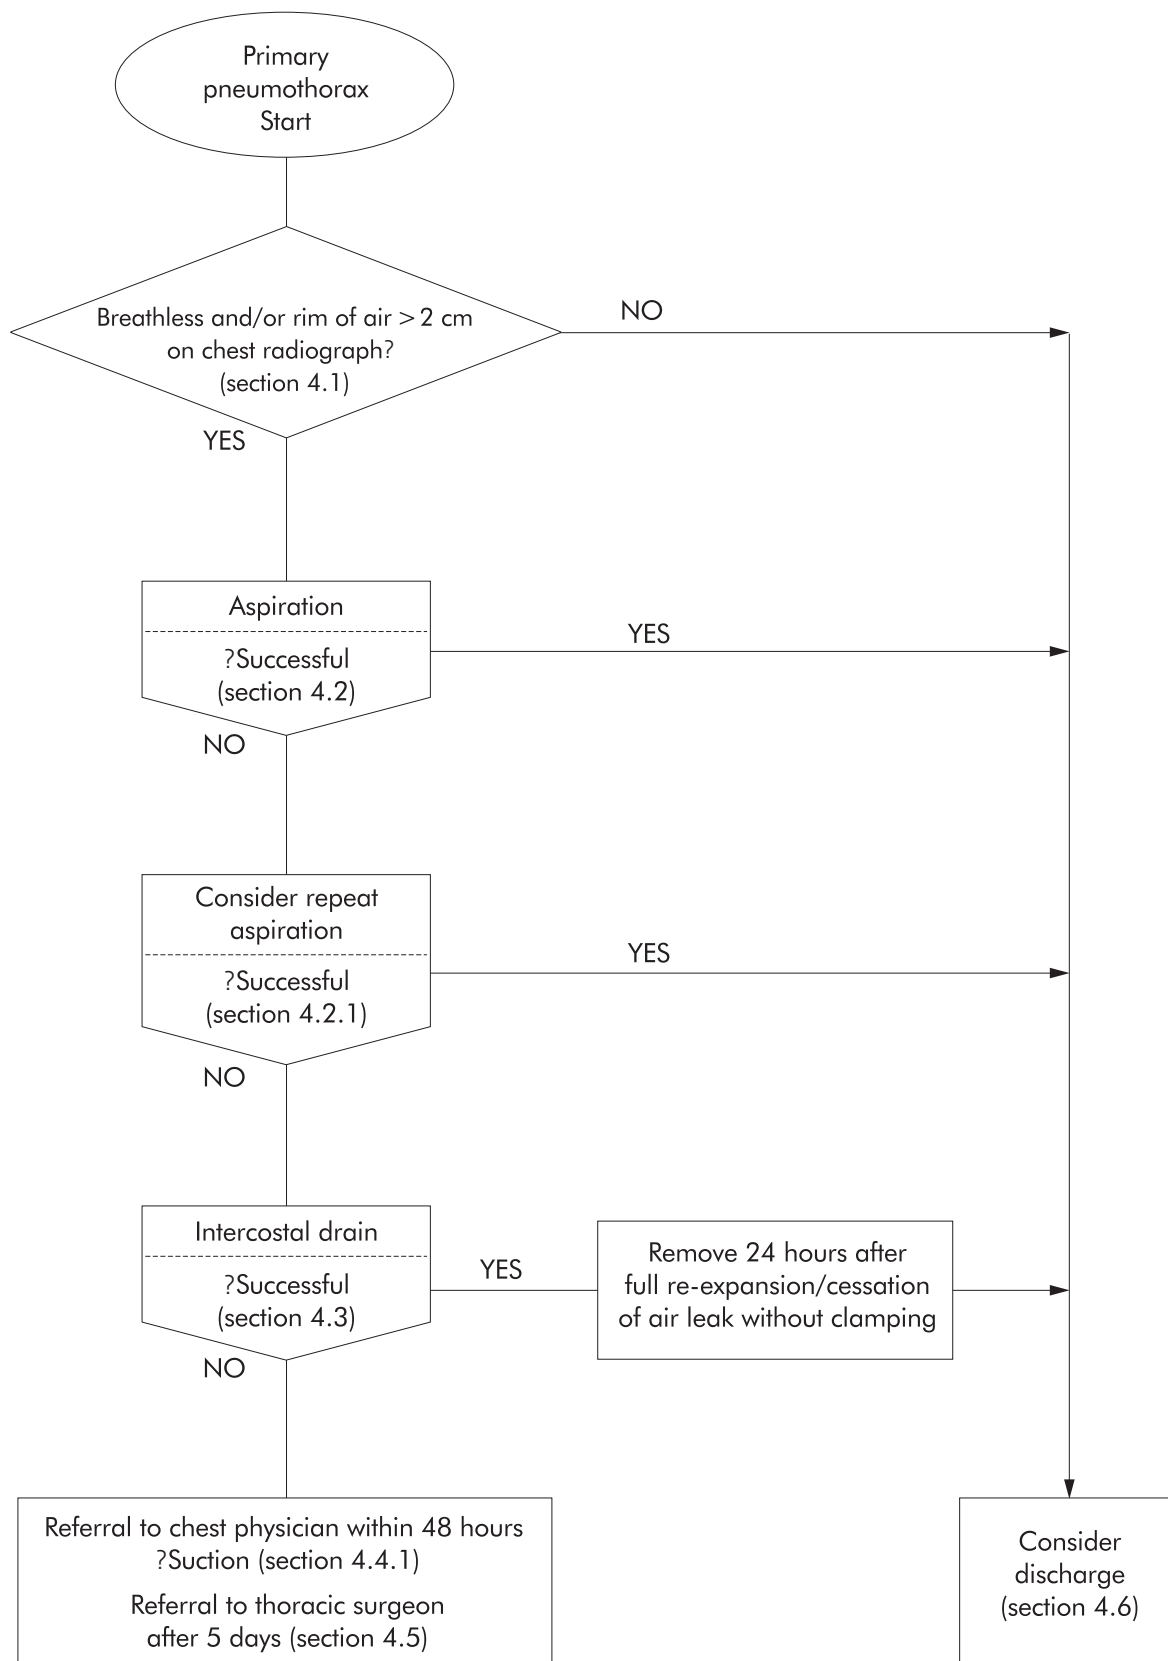 Primary
pneumothorax
Start
Breathless and/or rim of air > 2 cm
on chest radiograph?
(section 4.1)
NO
YES
Aspiration
?Successful
(section 4.2)
YES
NO
Consider repeat
aspiration
?Successful
(section 4.2.1)
YES
NO
Intercostal drain
?Successful
(section 4.3)
YES
Remove 24 hours after
full re-expansion/cessation
of air leak without clamping
NO
Referral to chest physician within 48 hours
?Suction (section 4.4.1)
Referral to thoracic surgeon
after 5 days (section 4.5)
Consider
discharge
(section 4.6)